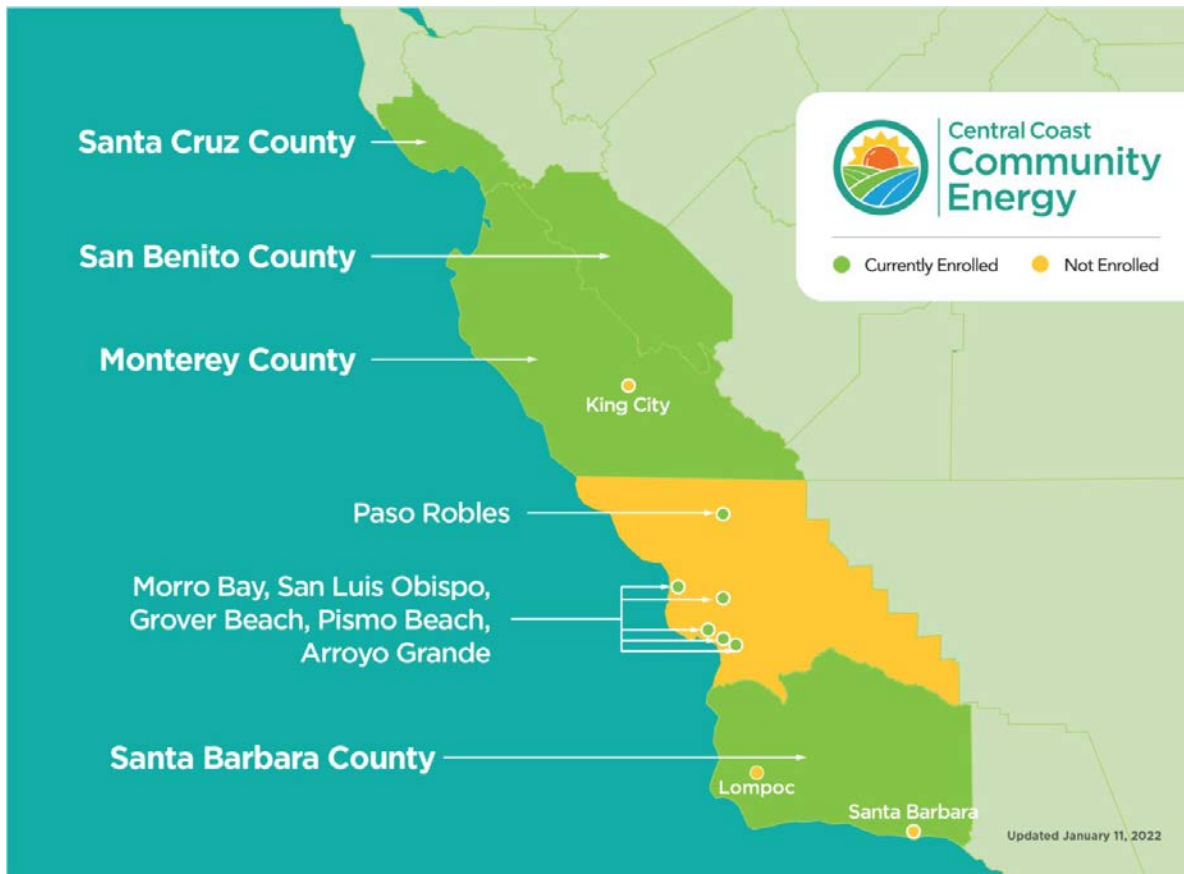 Santa Cruz County
San Benito County
Monterey County
King City
Paso Robles
Morro Bay, San Luis Obispo,
Grover Beach, Pismo Beach,
Arroyo Grande
Santa Barbara County
Lompoc
Santa Barbara
Central Coast
Community
Energy
Currently Enrolled
Not Enrolled
Updated January 11, 2022